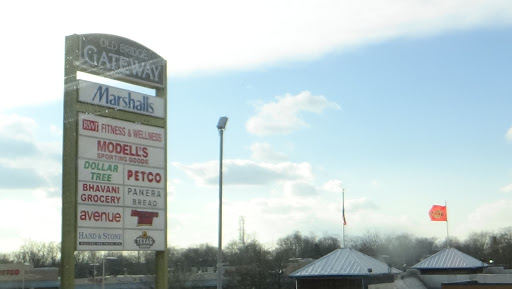 OLD BRIDGE
GATEWAY
Marshalls
FITNESS & WELLNESS
MODELL'S
SPORTING GOODS
DOLLAR TREE
PETCO
BHAVANI GROCERY
PANERA BREAD
avenue
HAND & STONE
TEXAS